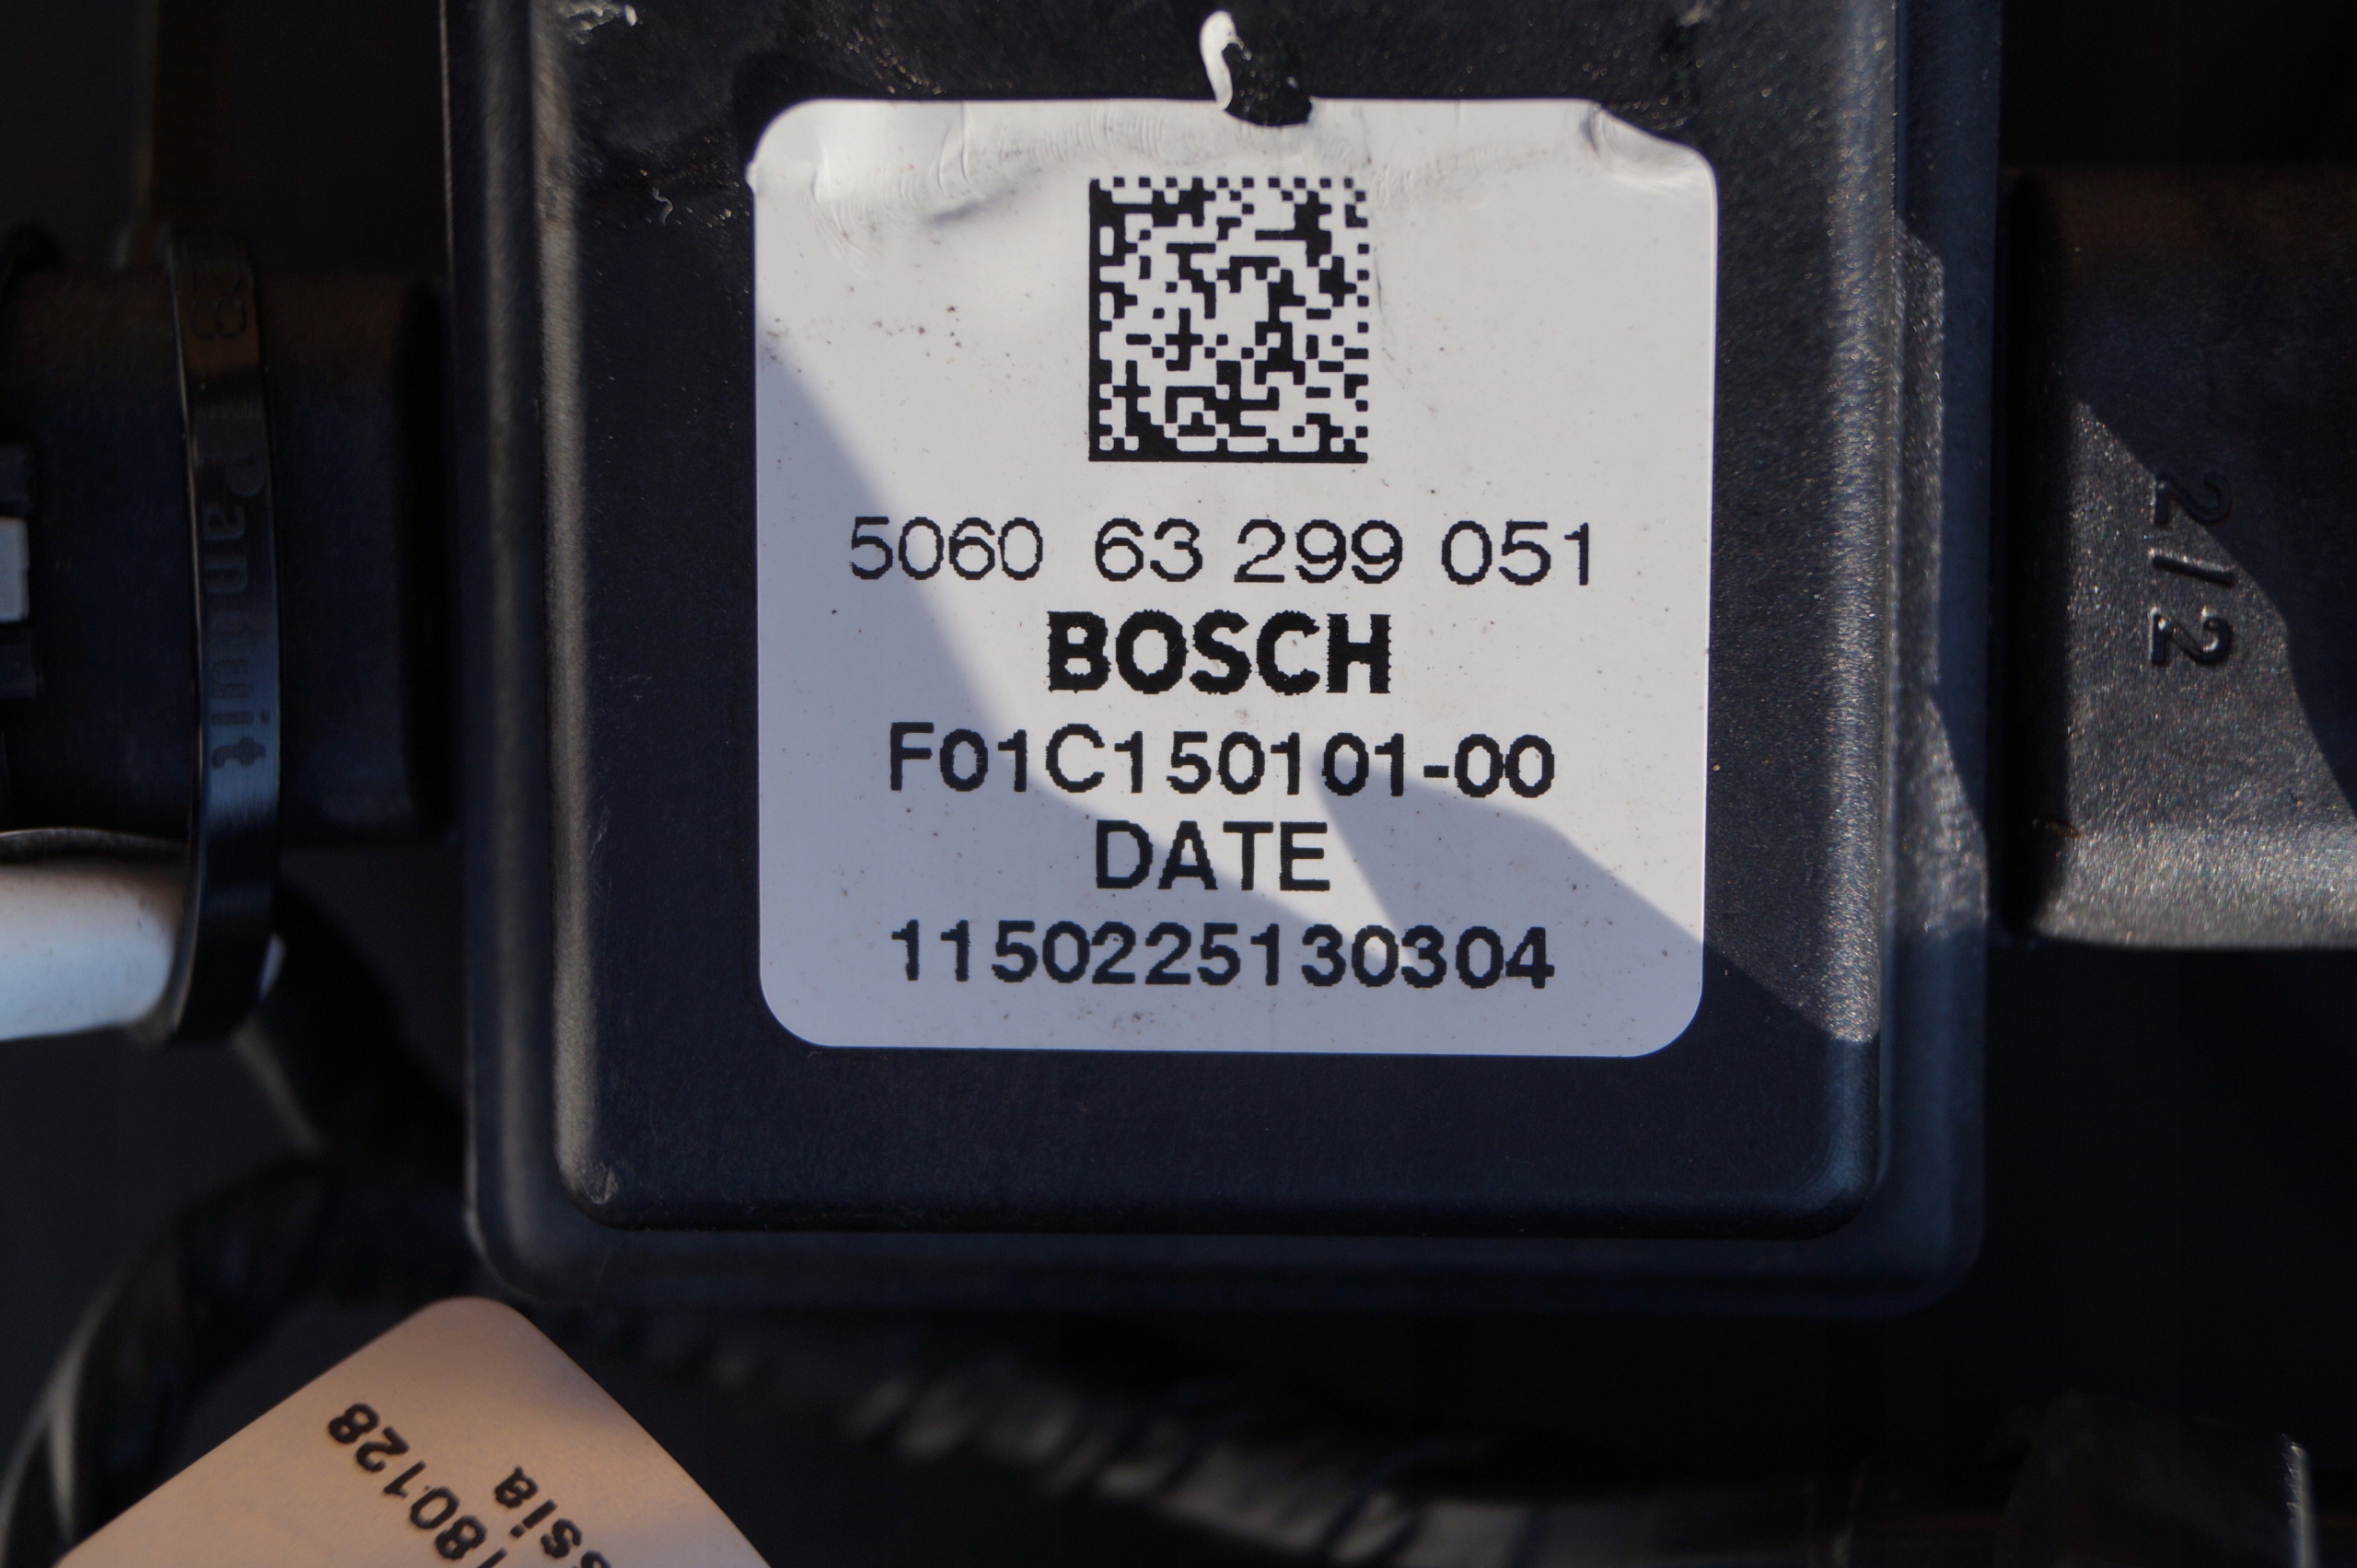 5060 63 299 051
BOSCH
F01C150101-00
DATE
1150225130304
Panduit
2/2
180128
ssia